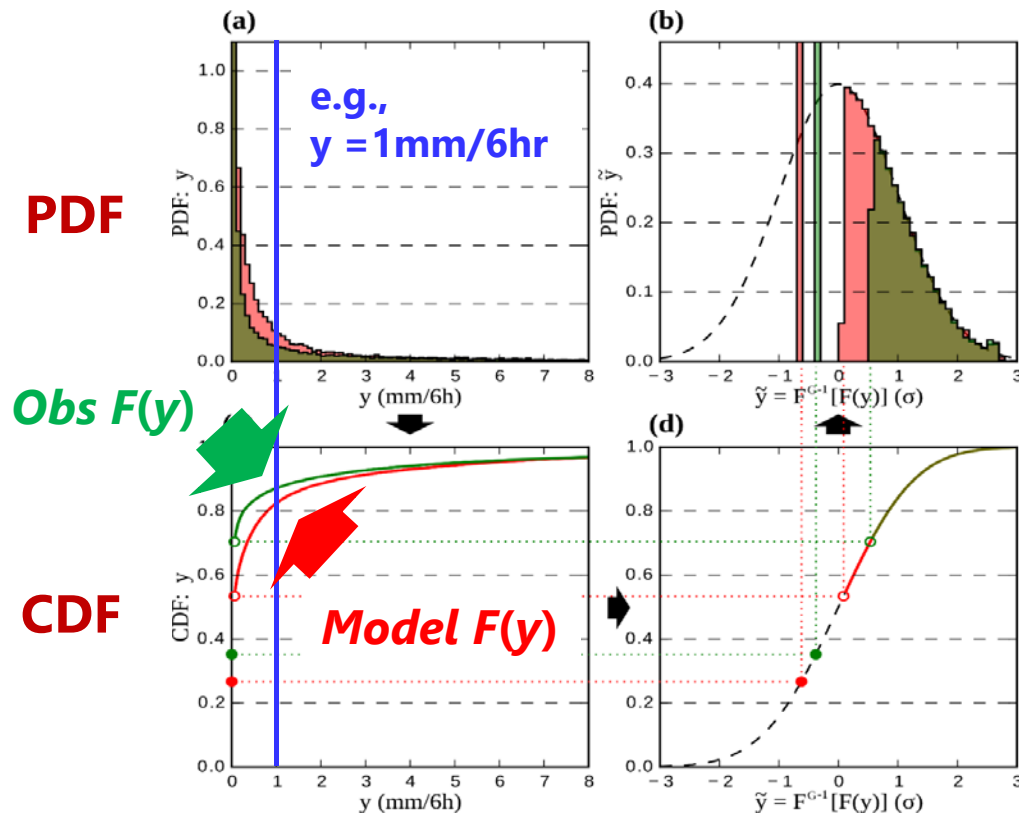 (a)
(b)
PDF
PDF: y
1.0
0.8
0.6
0.4
0.2
0.0
e.g.,
y =1mm/6hr
0 1 2 3 4 5 6 7 8
y (mm/6h)
PDF: ỹ
0.4
0.3
0.2
0.1
0.0
−3 −2 −1 0 1 2 3
ỹ = Fᴳ⁻¹[F(y)] (σ)
Obs F(y)
(d)
CDF
CDF: y
0.8
0.6
0.4
0.2
0.0
Model F(y)
0 1 2 3 4 5 6 7 8
y (mm/6h)
1.0
0.8
0.6
0.4
0.2
0.0
−3 −2 −1 0 1 2 3
ỹ = Fᴳ⁻¹[F(y)] (σ)